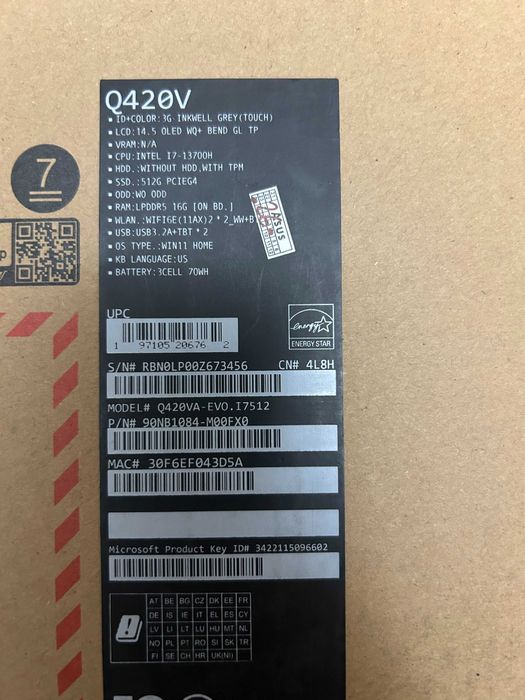 Q420V
▪ ID+COLOR:3G INKWELL GREY(TOUCH)
▪ LCD:14.5 OLED WQ+ BEND GL TP
▪ VRAM:N/A
▪ CPU:INTEL I7-13700H
▪ HDD.:WITHOUT HDD,WITH TPM
▪ SSD.:512G PCIEG4
▪ ODD:WO ODD
▪ RAM:LPDDR5 16G [ON BD.]
▪ WLAN.:WIFI6E(11AX)2*2_WW+B
▪ USB:USB3.2A+TBT*2
▪ OS TYPE.:WIN11 HOME
▪ KB LANGUAGE:US
▪ BATTERY:3CELL 70WH
ASUS
7
UPC
1 97105 20676 2
energy
ENERGY STAR
S/N# RBN0LP00Z673456 CN# 4L8H
MODEL# Q420VA-EVO.I7512
P/N# 90NB1084-M00FX0
MAC# 30F6EF043D5A
Microsoft Product Key ID# 3422115096602
AT BE BG CZ DK EE FR
DE IS IE IT EL ES CY
LV LI LT LU HU MT NL
NO PL PT RO SI SK TR
FI SE CH HR UK(NI)